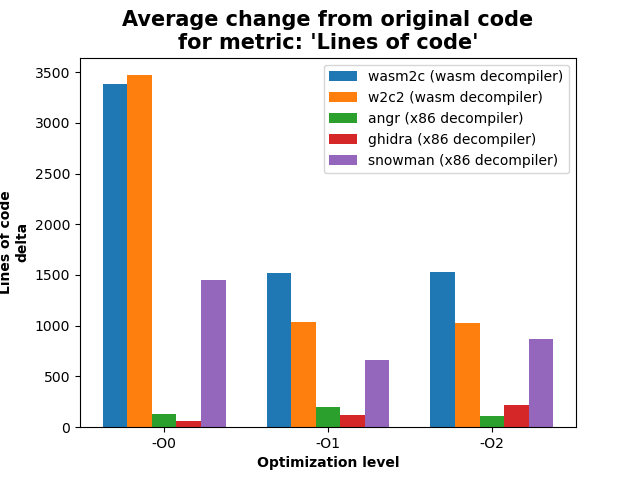 Average change from original code
for metric: 'Lines of code'
wasm2c (wasm decompiler)
w2c2 (wasm decompiler)
angr (x86 decompiler)
ghidra (x86 decompiler)
snowman (x86 decompiler)
3500
3000
2500
2000
1500
1000
500
0
Lines of code
delta
-O0
-O1
-O2
Optimization level